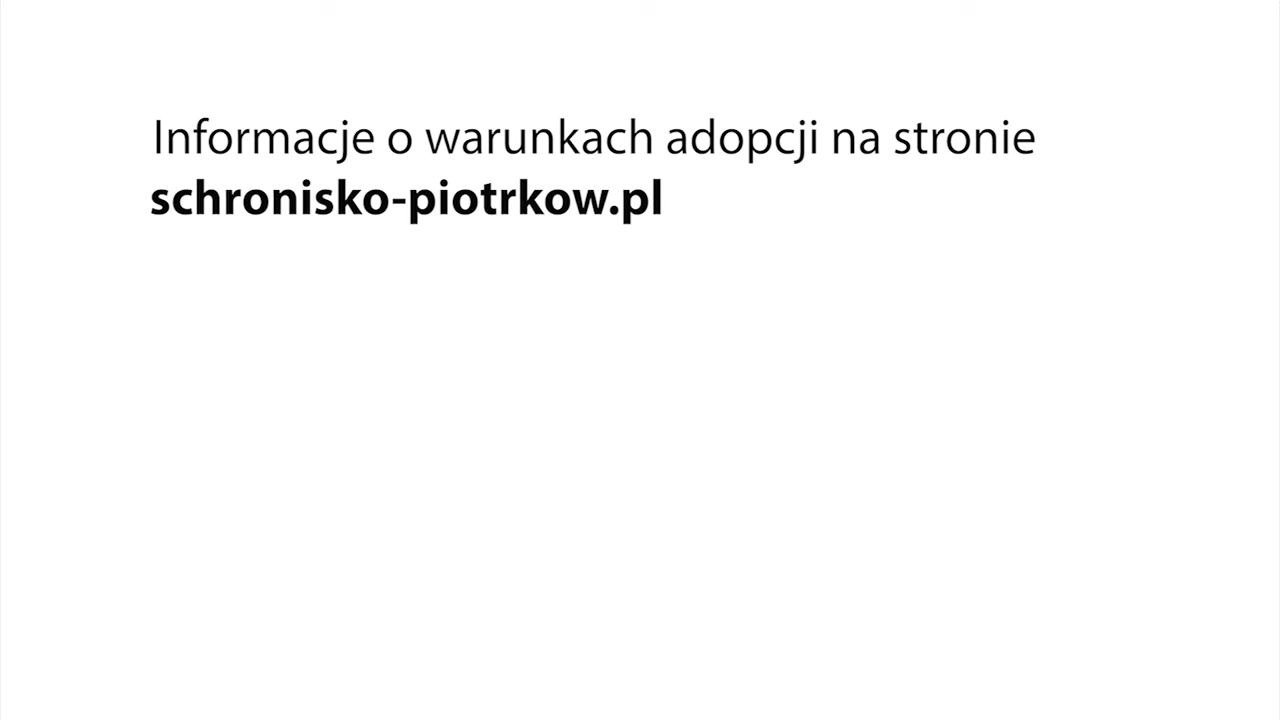 Informacje o warunkach adopcji na stronie
schronisko-piotrkow.pl